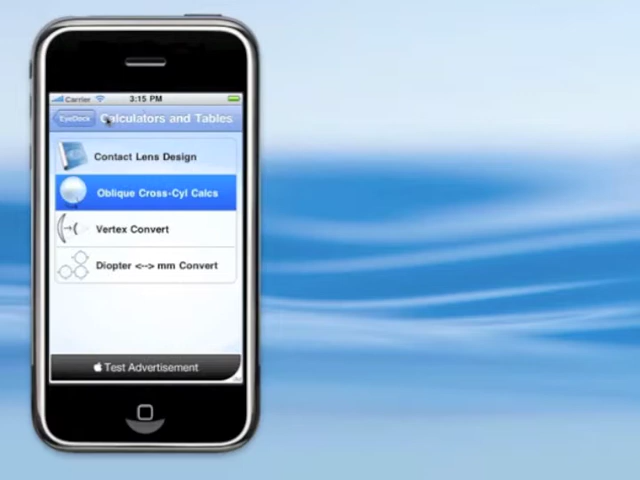 Carrier 3:15 PM
EyeDock Calculators and Tables
Contact Lens Design
Oblique Cross-Cyl Calcs
Vertex Convert
Diopter <--> mm Convert
Test Advertisement